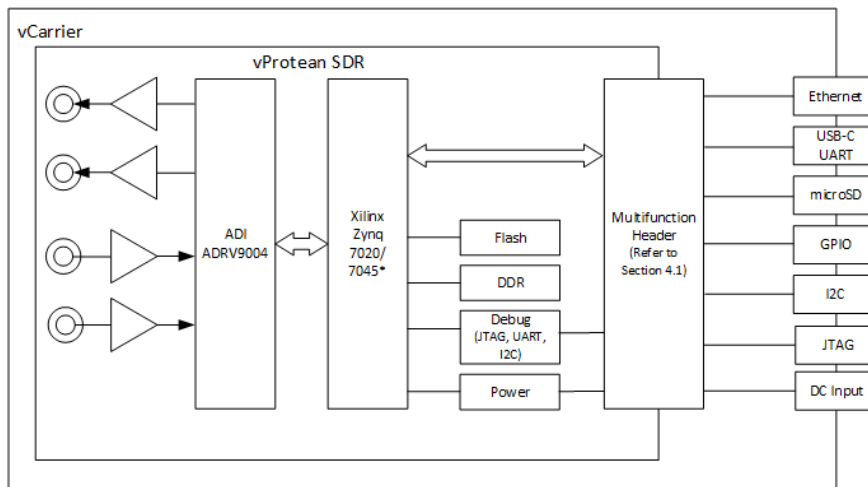 vCarrier
vProtean SDR
ADI
ADRV9004
Xilinx
Zynq
7020/
7045*
Flash
DDR
Debug
(JTAG, UART,
I2C)
Power
Multifunction
Header
(Refer to
Section 4.1)
Ethernet
USB-C
UART
microSD
GPIO
I2C
JTAG
DC Input